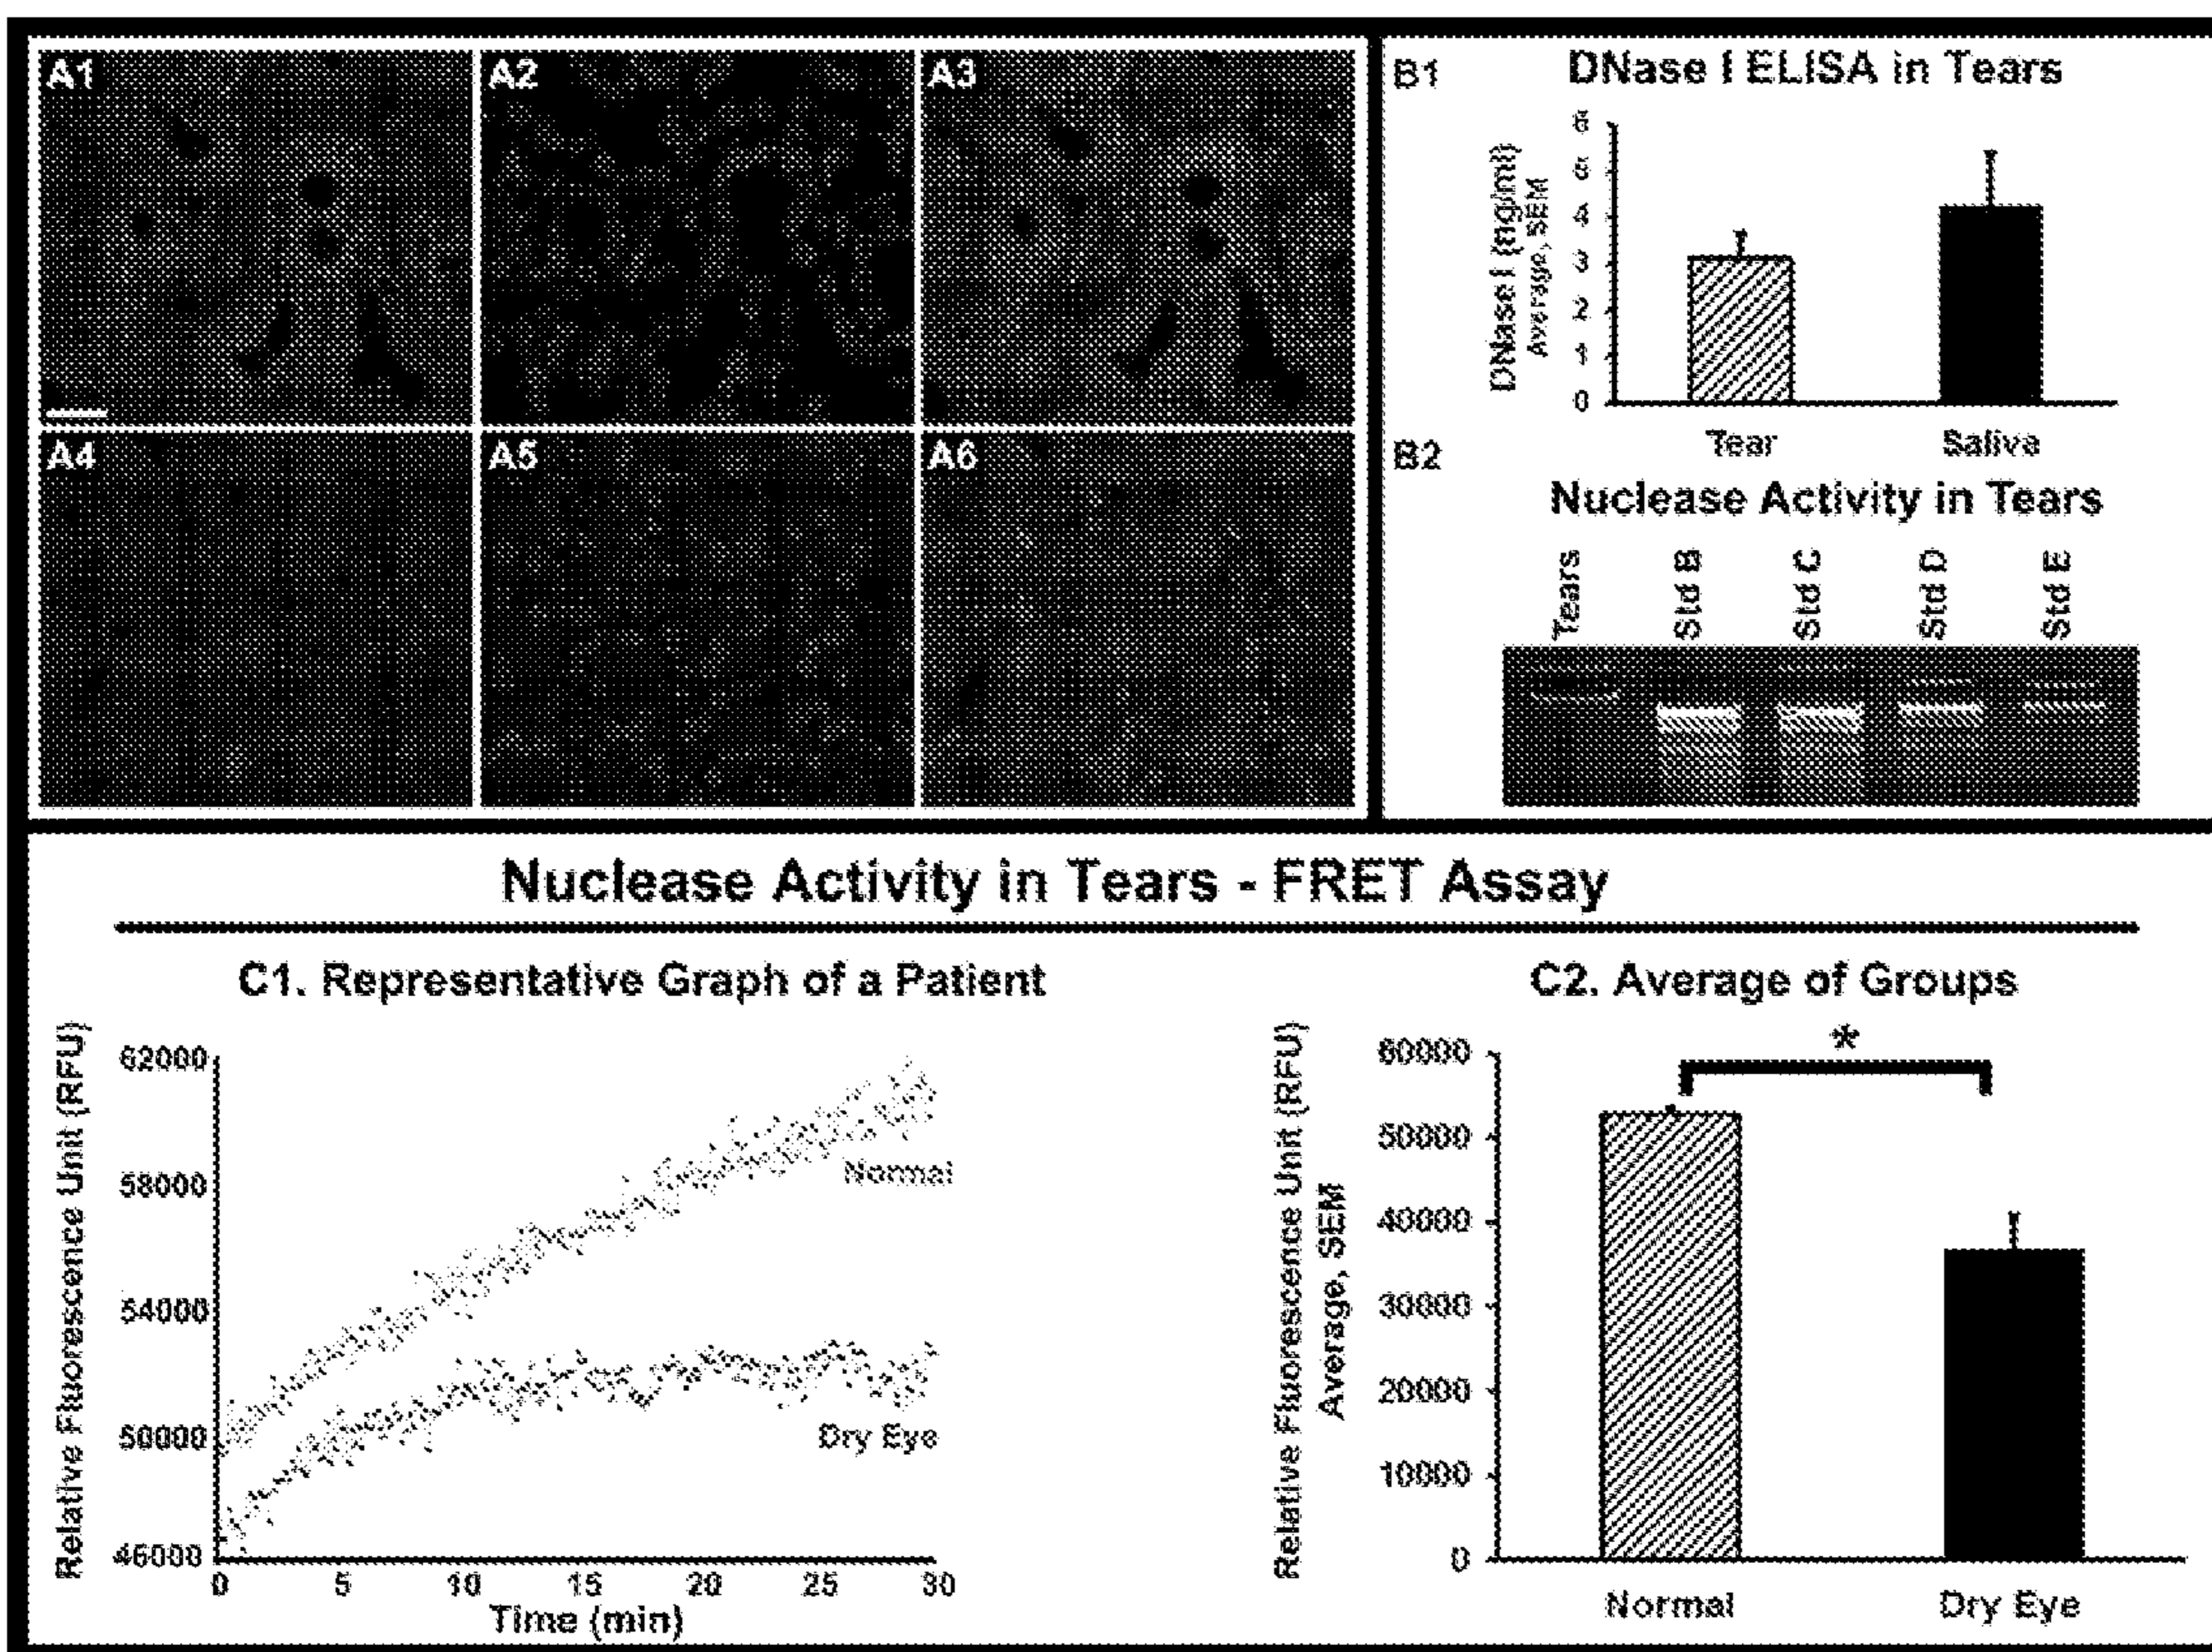 A1
A2
A3
A4
A5
A6
B1
DNase I ELISA in Tears
DNase I (ng/ml)
Average, SEM
6
5
4
3
2
1
0
Tear
Saliva
B2
Nuclease Activity in Tears
Tears
Std B
Std C
Std D
Std E
Nuclease Activity in Tears - FRET Assay
C1. Representative Graph of a Patient
Relative Fluorescence Unit (RFU)
62000
58000
54000
50000
46000
Normal
Dry Eye
0 5 10 15 20 25 30
Time (min)
C2. Average of Groups
Relative Fluorescence Unit (RFU)
Average, SEM
*
60000
50000
40000
30000
20000
10000
0
Normal
Dry Eye